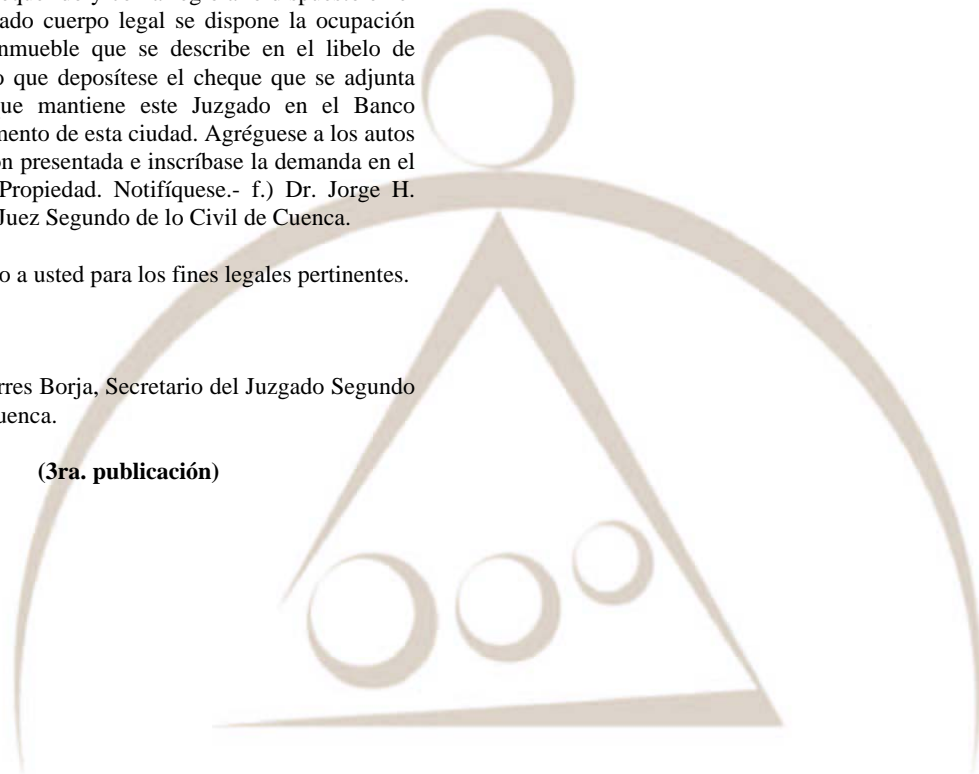 ado cuerpo legal se dispone la ocupación
nmueble que se describe en el libelo de
o que deposítese el cheque que se adjunta
ue mantiene este Juzgado en el Banco
mento de esta ciudad. Agréguese a los autos
n presentada e inscríbase la demanda en el
Propiedad. Notifíquese.- f.) Dr. Jorge H.
Juez Segundo de lo Civil de Cuenca.
o a usted para los fines legales pertinentes.
rres Borja, Secretario del Juzgado Segundo
uenca.
(3ra. publicación)